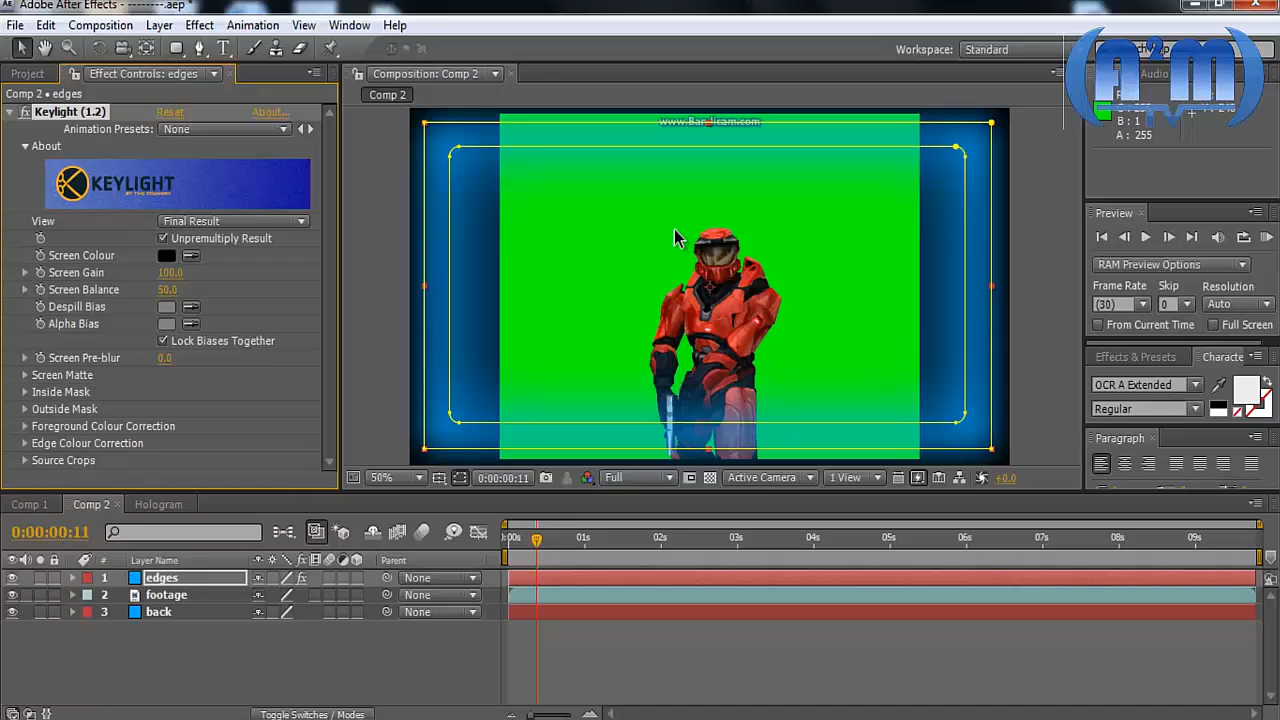 Adobe After Effects - --------.aep *
File Edit Composition Layer Effect Animation View Window Help
Workspace: Standard
Project Effect Controls: edges Composition: Comp 2 Audio
Comp 2 • edges
Comp 2
n²m
TV
Keylight (1.2) Reset About...
Animation Presets: None
About
KEYLIGHT
View Final Result
Unpremultiply Result
Screen Colour
Screen Gain 100.0
Screen Balance 50.0
Despill Bias
Alpha Bias
Lock Biases Together
Screen Pre-blur 0.0
Screen Matte
Inside Mask
Outside Mask
Foreground Colour Correction
Edge Colour Correction
Source Crops
www.Bandicam.com
B : 1
A : 255
Preview
RAM Preview Options
Frame Rate Skip Resolution
(30) 0 Auto
From Current Time Full Screen
Effects & Presets Characte
OCR A Extended
Regular
Paragraph
50% 0:00:00:11 Full Active Camera 1 View +0.0
Comp 1 Comp 2 Hologram
0:00:00:11
):00s 01s 02s 03s 04s 05s 06s 07s 08s 09s
# Layer Name Parent
1 edges None
2 footage None
3 back None
Toggle Switches / Modes